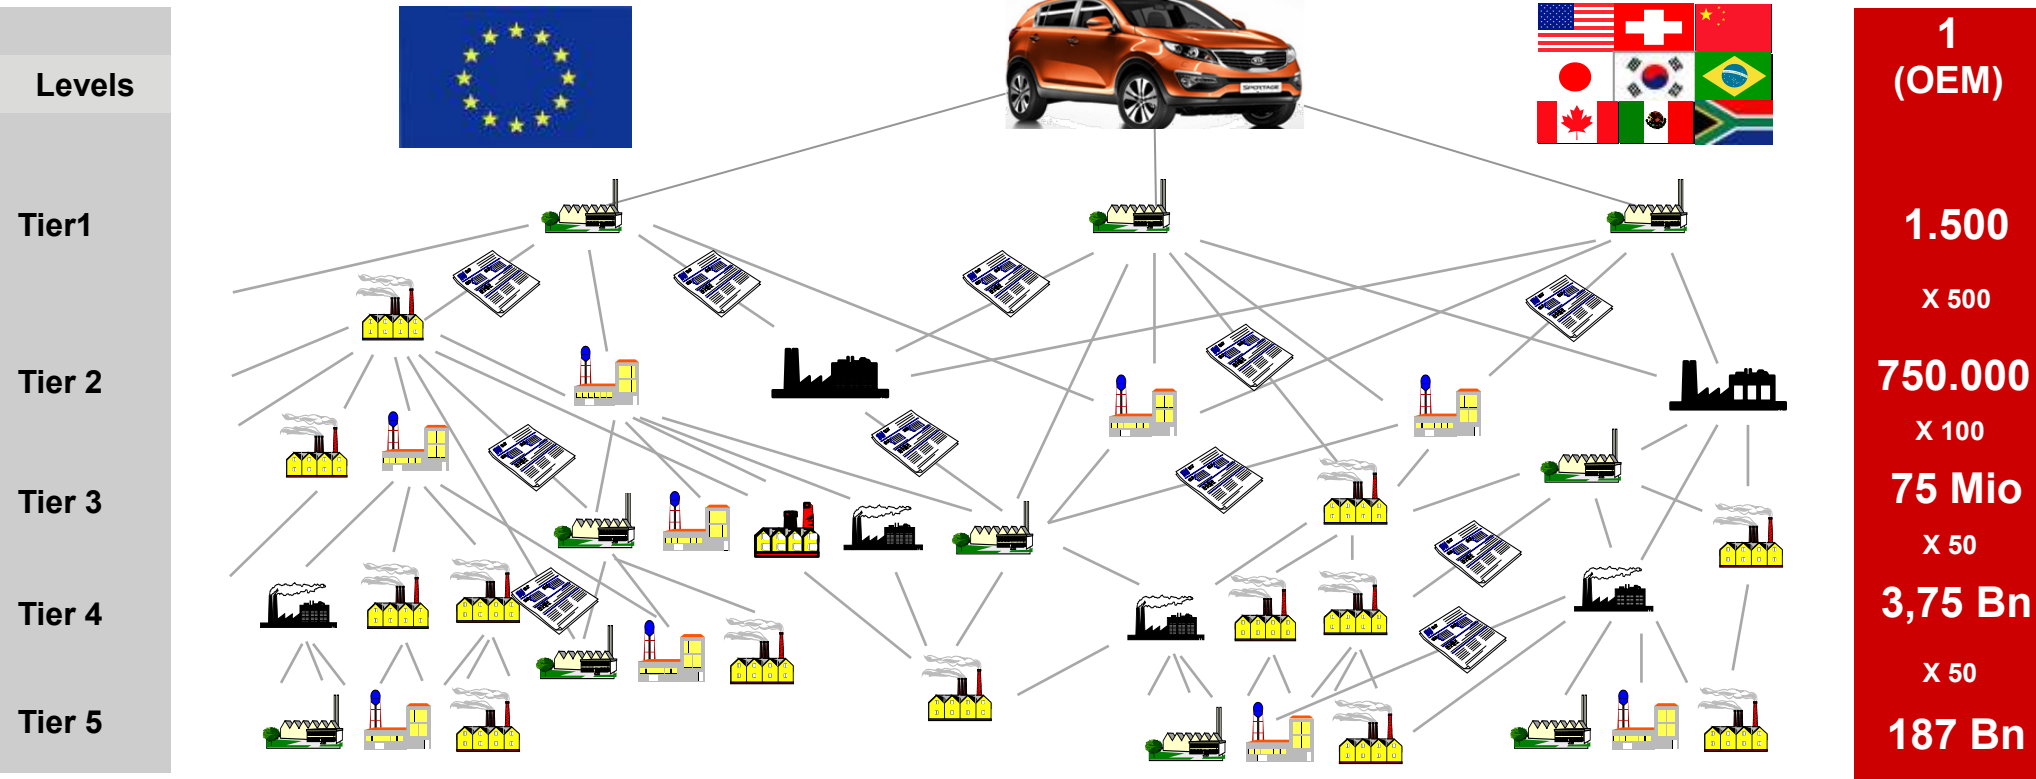 1
(OEM)
Levels
SPORTAGE
Tier1
1.500
X 500
Tier 2
750.000
X 100
Tier 3
75 Mio
X 50
Tier 4
3,75 Bn
X 50
Tier 5
187 Bn